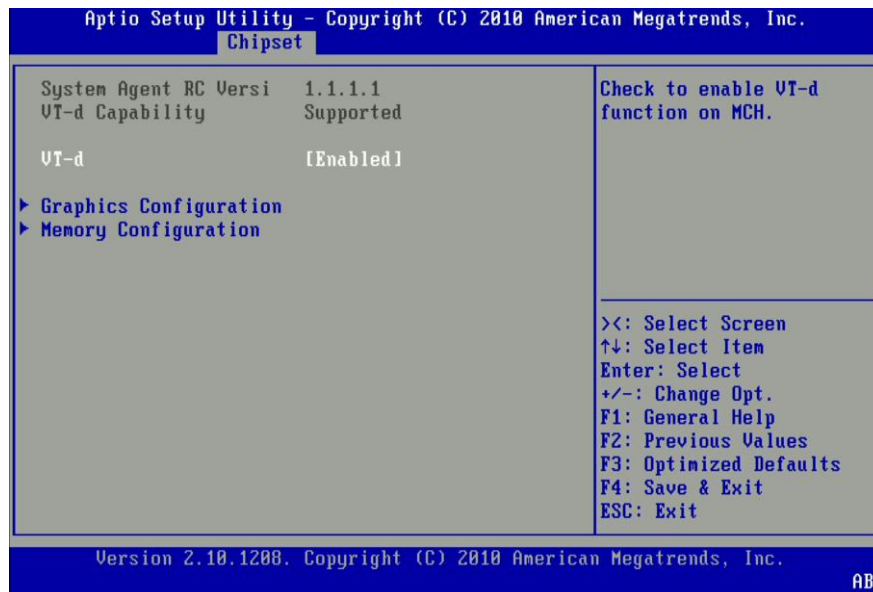 Aptio Setup Utility – Copyright (C) 2010 American Megatrends, Inc.
Chipset
System Agent RC Versi 1.1.1.1
VT-d Capability Supported
VT-d [Enabled]
Graphics Configuration
Memory Configuration
Check to enable VT-d
function on MCH.
><: Select Screen
↑↓: Select Item
Enter: Select
+/-: Change Opt.
F1: General Help
F2: Previous Values
F3: Optimized Defaults
F4: Save & Exit
ESC: Exit
Version 2.10.1208. Copyright (C) 2010 American Megatrends, Inc.
AB